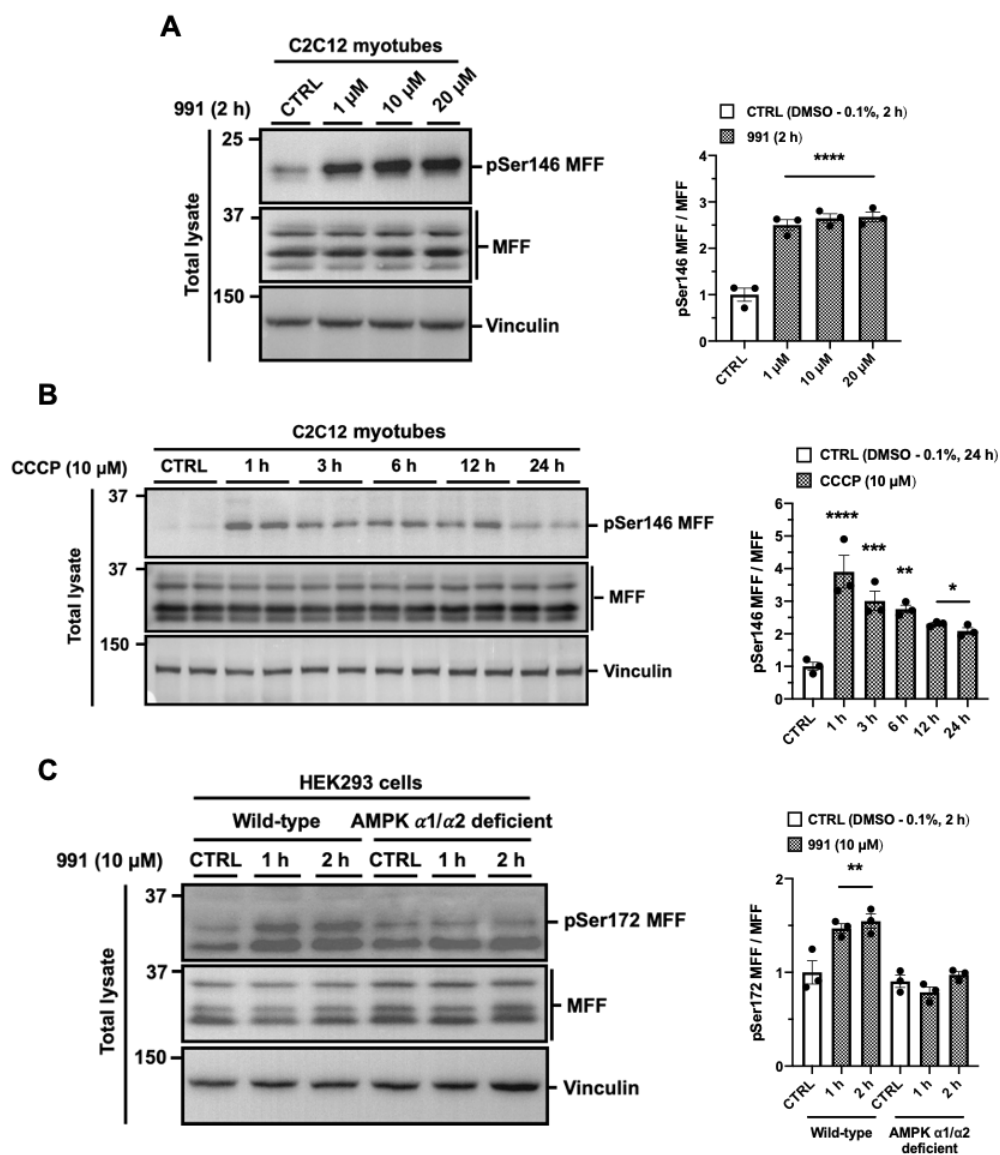 A
C2C12 myotubes
991 (2 h)
CTRL
1 µM
10 µM
20 µM
Total lysate
25
pSer146 MFF
37
MFF
150
Vinculin
CTRL (DMSO - 0.1%, 2 h)
991 (2 h)
****
pSer146 MFF / MFF
4
3
2
1
0
CTRL
1 µM
10 µM
20 µM
B
C2C12 myotubes
CCCP (10 µM)
CTRL 1 h 3 h 6 h 12 h 24 h
Total lysate
37
pSer146 MFF
37
MFF
150
Vinculin
CTRL (DMSO - 0.1%, 24 h)
CCCP (10 µM)
**** *** ** *
pSer146 MFF / MFF
6
5
4
3
2
1
0
CTRL
1 h
3 h
6 h
12 h
24 h
C
HEK293 cells
Wild-type AMPK α1/α2 deficient
991 (10 µM) CTRL 1 h 2 h CTRL 1 h 2 h
Total lysate
37
pSer172 MFF
37
MFF
150
Vinculin
CTRL (DMSO - 0.1%, 2 h)
991 (10 µM)
**
pSer172 MFF / MFF
2
1
0
CTRL
1 h
2 h
CTRL
1 h
2 h
Wild-type AMPK α1/α2
deficient